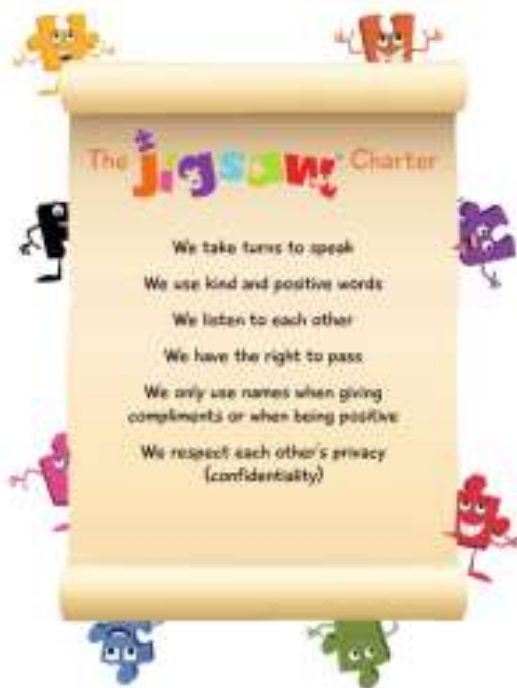 The jigsaw Charter
We take turns to speak
We use kind and positive words
We listen to each other
We have the right to pass
We only use names when giving
compliments or when being positive
We respect each other's privacy
(confidentiality)